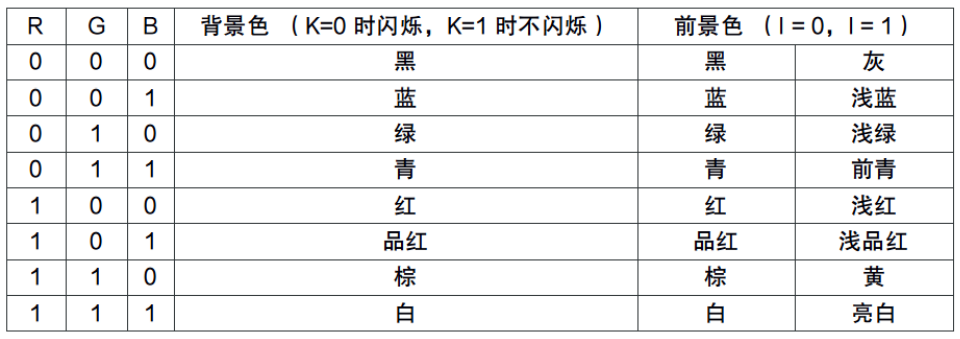 R G B 背景色 （K=0 时闪烁，K=1 时不闪烁） 前景色 （I = 0，I = 1）
0 0 0 黑 黑 灰
0 0 1 蓝 蓝 浅蓝
0 1 0 绿 绿 浅绿
0 1 1 青 青 前青
1 0 0 红 红 浅红
1 0 1 品红 品红 浅品红
1 1 0 棕 棕 黄
1 1 1 白 白 亮白